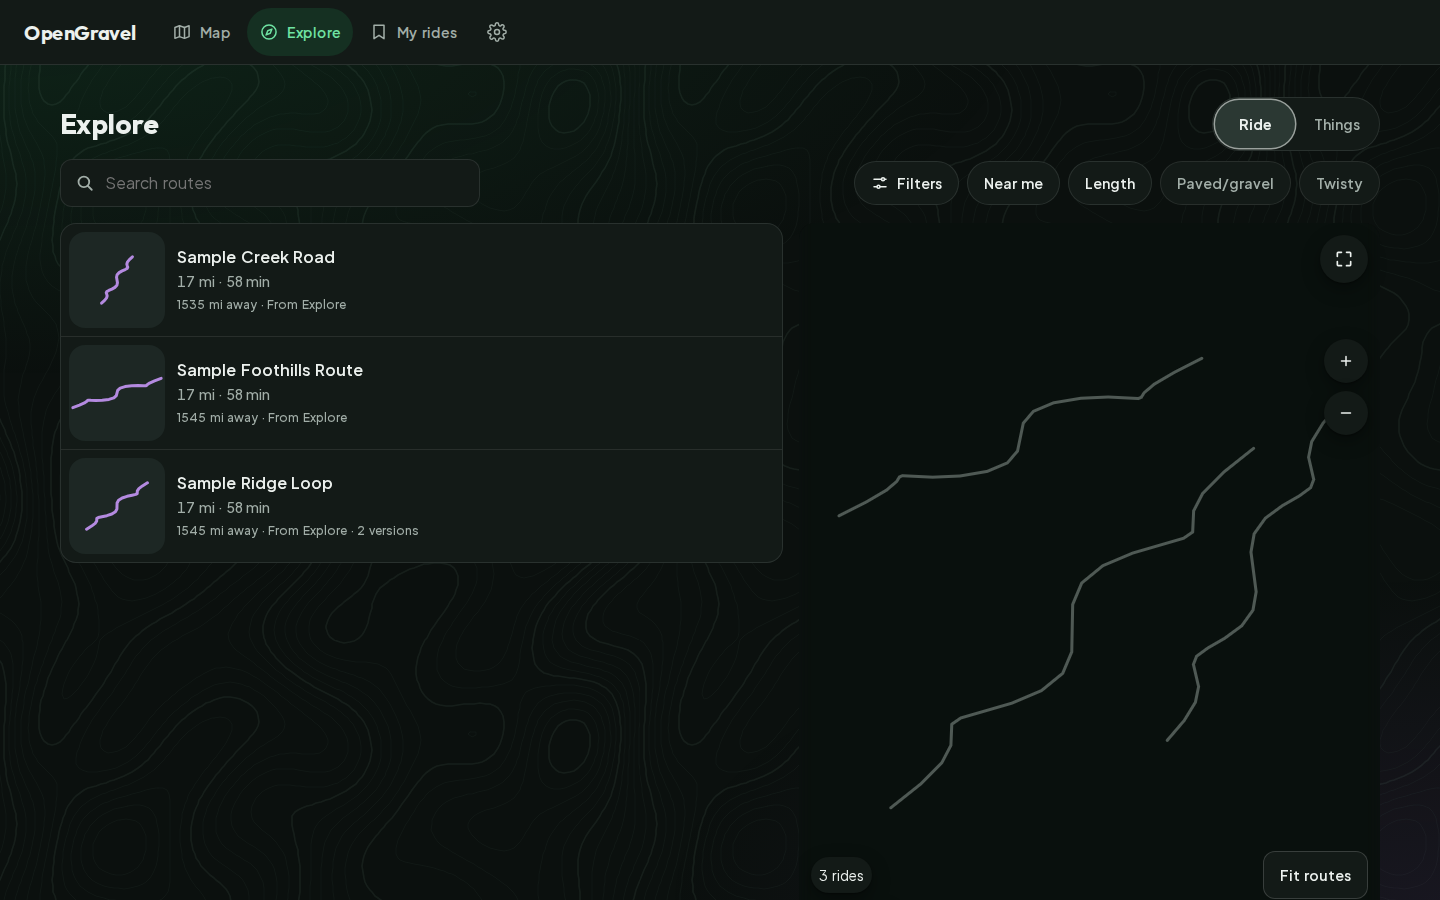 OpenGravel
Map
Explore
My rides
Explore
Ride
Things
Search routes
Filters
Near me
Length
Paved/gravel
Twisty
Sample Creek Road
17 mi · 58 min
1535 mi away · From Explore
Sample Foothills Route
17 mi · 58 min
1545 mi away · From Explore
Sample Ridge Loop
17 mi · 58 min
1545 mi away · From Explore · 2 versions
+
−
3 rides
Fit routes